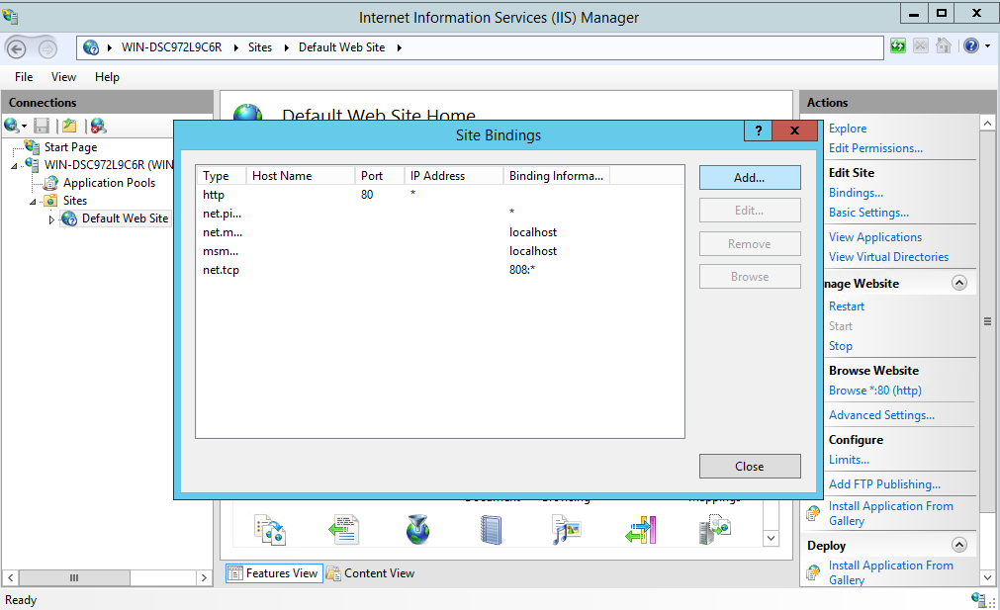 Internet Information Services (IIS) Manager
WIN-DSC972L9C6R Sites Default Web Site
File View Help
Connections
Start Page
WIN-DSC972L9C6R (WIN
Application Pools
Sites
Default Web Site
Default Web Site Home
Site Bindings
? X
Type Host Name Port IP Address Binding Informa...
http 80 *
net.pi... *
net.m... localhost
msm... localhost
net.tcp 808:*
Add...
Edit...
Remove
Browse
Close
Features View Content View
Actions
Explore
Edit Permissions...
Edit Site
Bindings...
Basic Settings...
View Applications
View Virtual Directories
nage Website
Restart
Start
Stop
Browse Website
Browse *:80 (http)
Advanced Settings...
Configure
Limits...
Add FTP Publishing...
Install Application From
Gallery
Deploy
Install Application From
Gallery
Ready